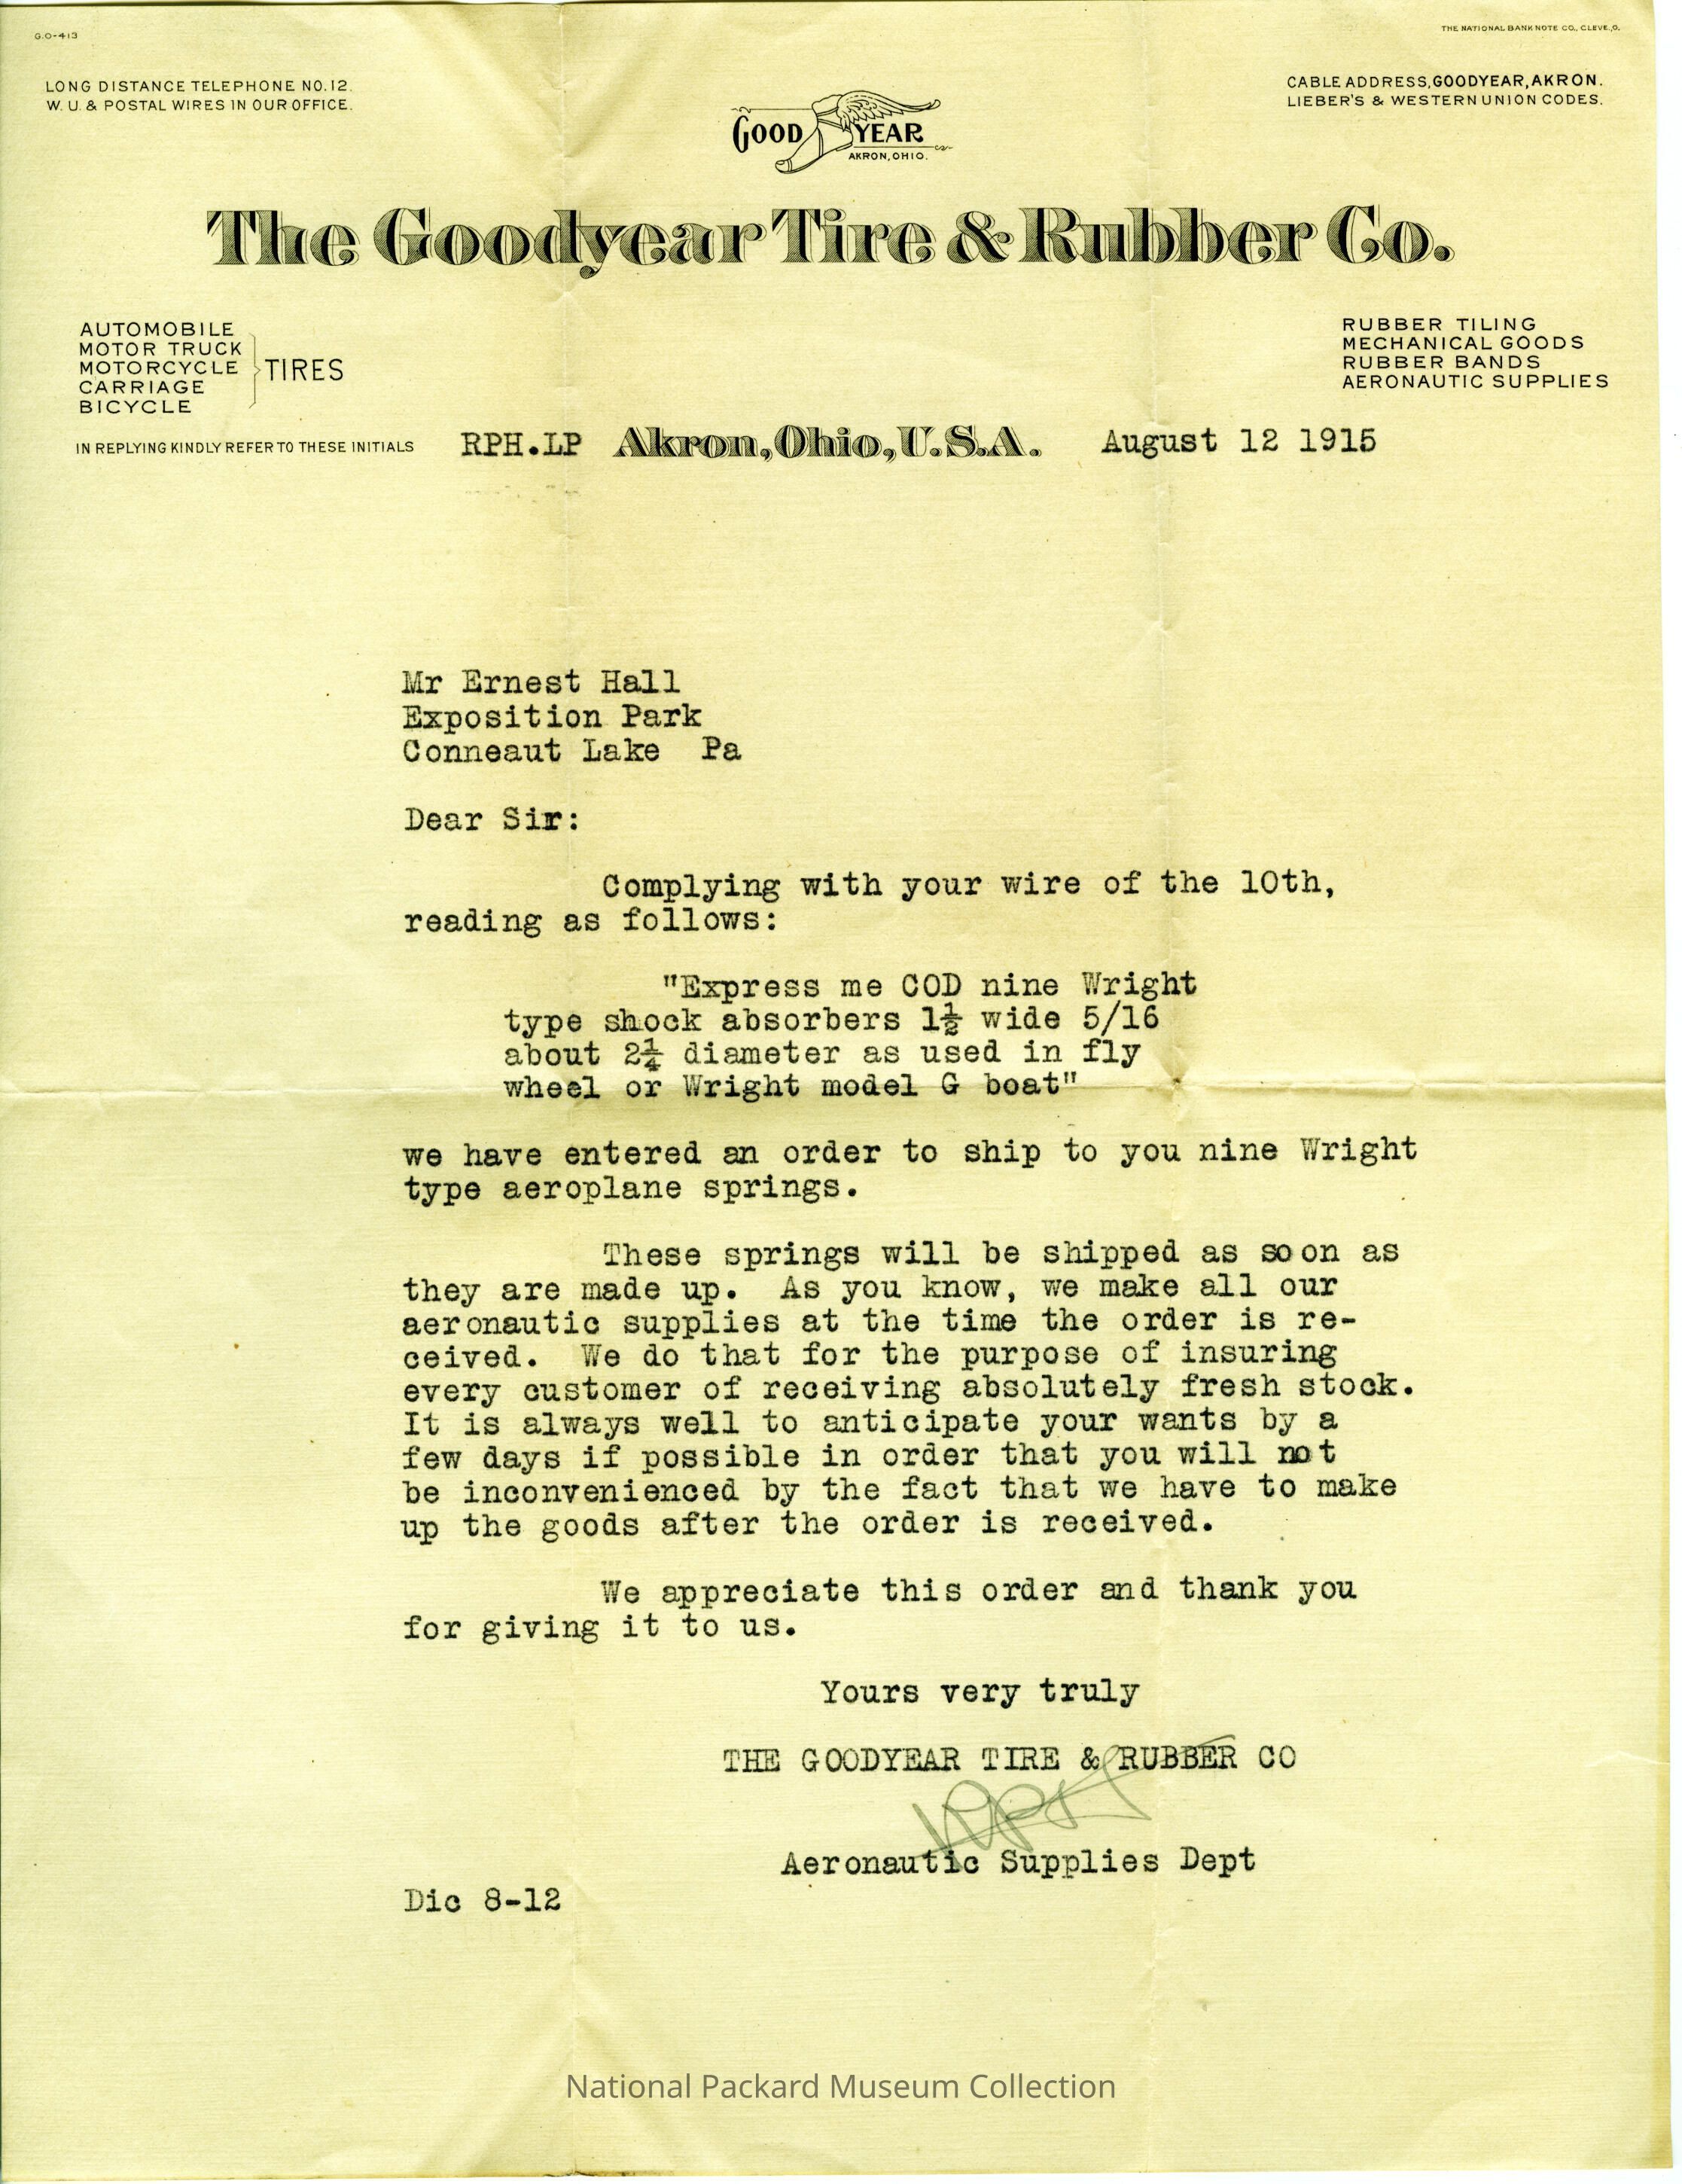 G.O-413
THE NATIONAL BANK NOTE CO., CLEVE., O.
LONG DISTANCE TELEPHONE NO. 12.
W. U. & POSTAL WIRES IN OUR OFFICE.
CABLE ADDRESS, GOODYEAR, AKRON.
LIEBER'S & WESTERN UNION CODES.
GOOD YEAR
AKRON, OHIO.
The Goodyear Tire & Rubber Co.
AUTOMOBILE
MOTOR TRUCK
MOTORCYCLE
CARRIAGE
BICYCLE
TIRES
RUBBER TILING
MECHANICAL GOODS
RUBBER BANDS
AERONAUTIC SUPPLIES
IN REPLYING KINDLY REFER TO THESE INITIALS RPH.LP Akron, Ohio, U.S.A. August 12 1915
Mr Ernest Hall
Exposition Park
Conneaut Lake Pa
Dear Sir:
Complying with your wire of the 10th,
reading as follows:
"Express me COD nine Wright
type shock absorbers 1½ wide 5/16
about 2¼ diameter as used in fly
wheel or Wright model G boat"
we have entered an order to ship to you nine Wright
type aeroplane springs.
These springs will be shipped as soon as
they are made up. As you know, we make all our
aeronautic supplies at the time the order is re-
ceived. We do that for the purpose of insuring
every customer of receiving absolutely fresh stock.
It is always well to anticipate your wants by a
few days if possible in order that you will not
be inconvenienced by the fact that we have to make
up the goods after the order is received.
We appreciate this order and thank you
for giving it to us.
Yours very truly
THE GOODYEAR TIRE & RUBBER CO
RPH
Aeronautic Supplies Dept
Dic 8-12
National Packard Museum Collection